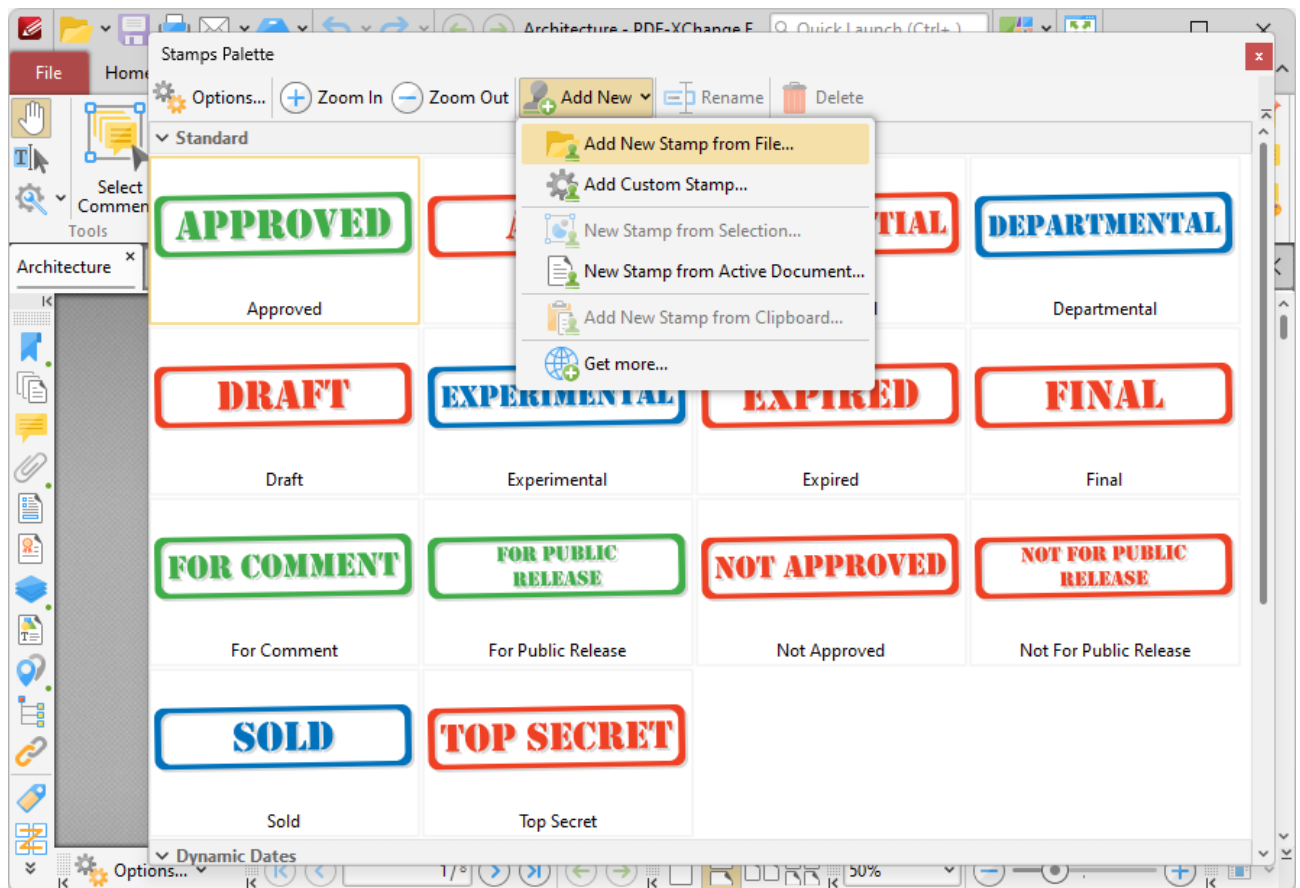 Architecture - PDF-XChange E
Quick Launch (Ctrl+.)
Stamps Palette
x
File
Home
Options...
Zoom In
Zoom Out
Add New
Rename
Delete
Standard
Add New Stamp from File...
Add Custom Stamp...
New Stamp from Selection...
New Stamp from Active Document...
Add New Stamp from Clipboard...
Get more...
Select
Commen
Tools
Architecture ×
APPROVED
A
TIAL
DEPARTMENTAL
Approved
l
Departmental
DRAFT
EXPERIMENTAL
EXPIRED
FINAL
Draft
Experimental
Expired
Final
FOR COMMENT
FOR PUBLIC
RELEASE
NOT APPROVED
NOT FOR PUBLIC
RELEASE
For Comment
For Public Release
Not Approved
Not For Public Release
SOLD
TOP SECRET
Sold
Top Secret
Dynamic Dates
Options...
50%